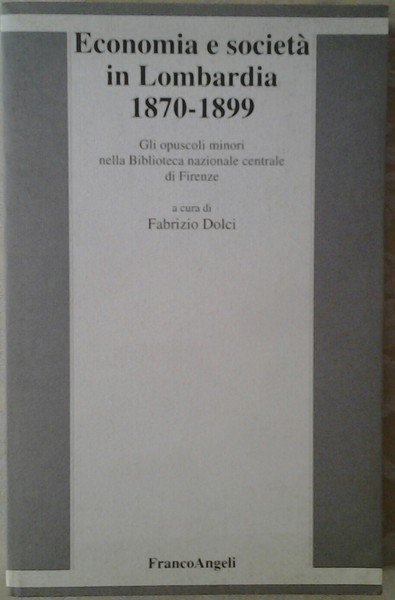 Economia e società
in Lombardia
1870-1899
Gli opuscoli minori
nella Biblioteca nazionale centrale
di Firenze
a cura di
Fabrizio Dolci
FrancoAngeli